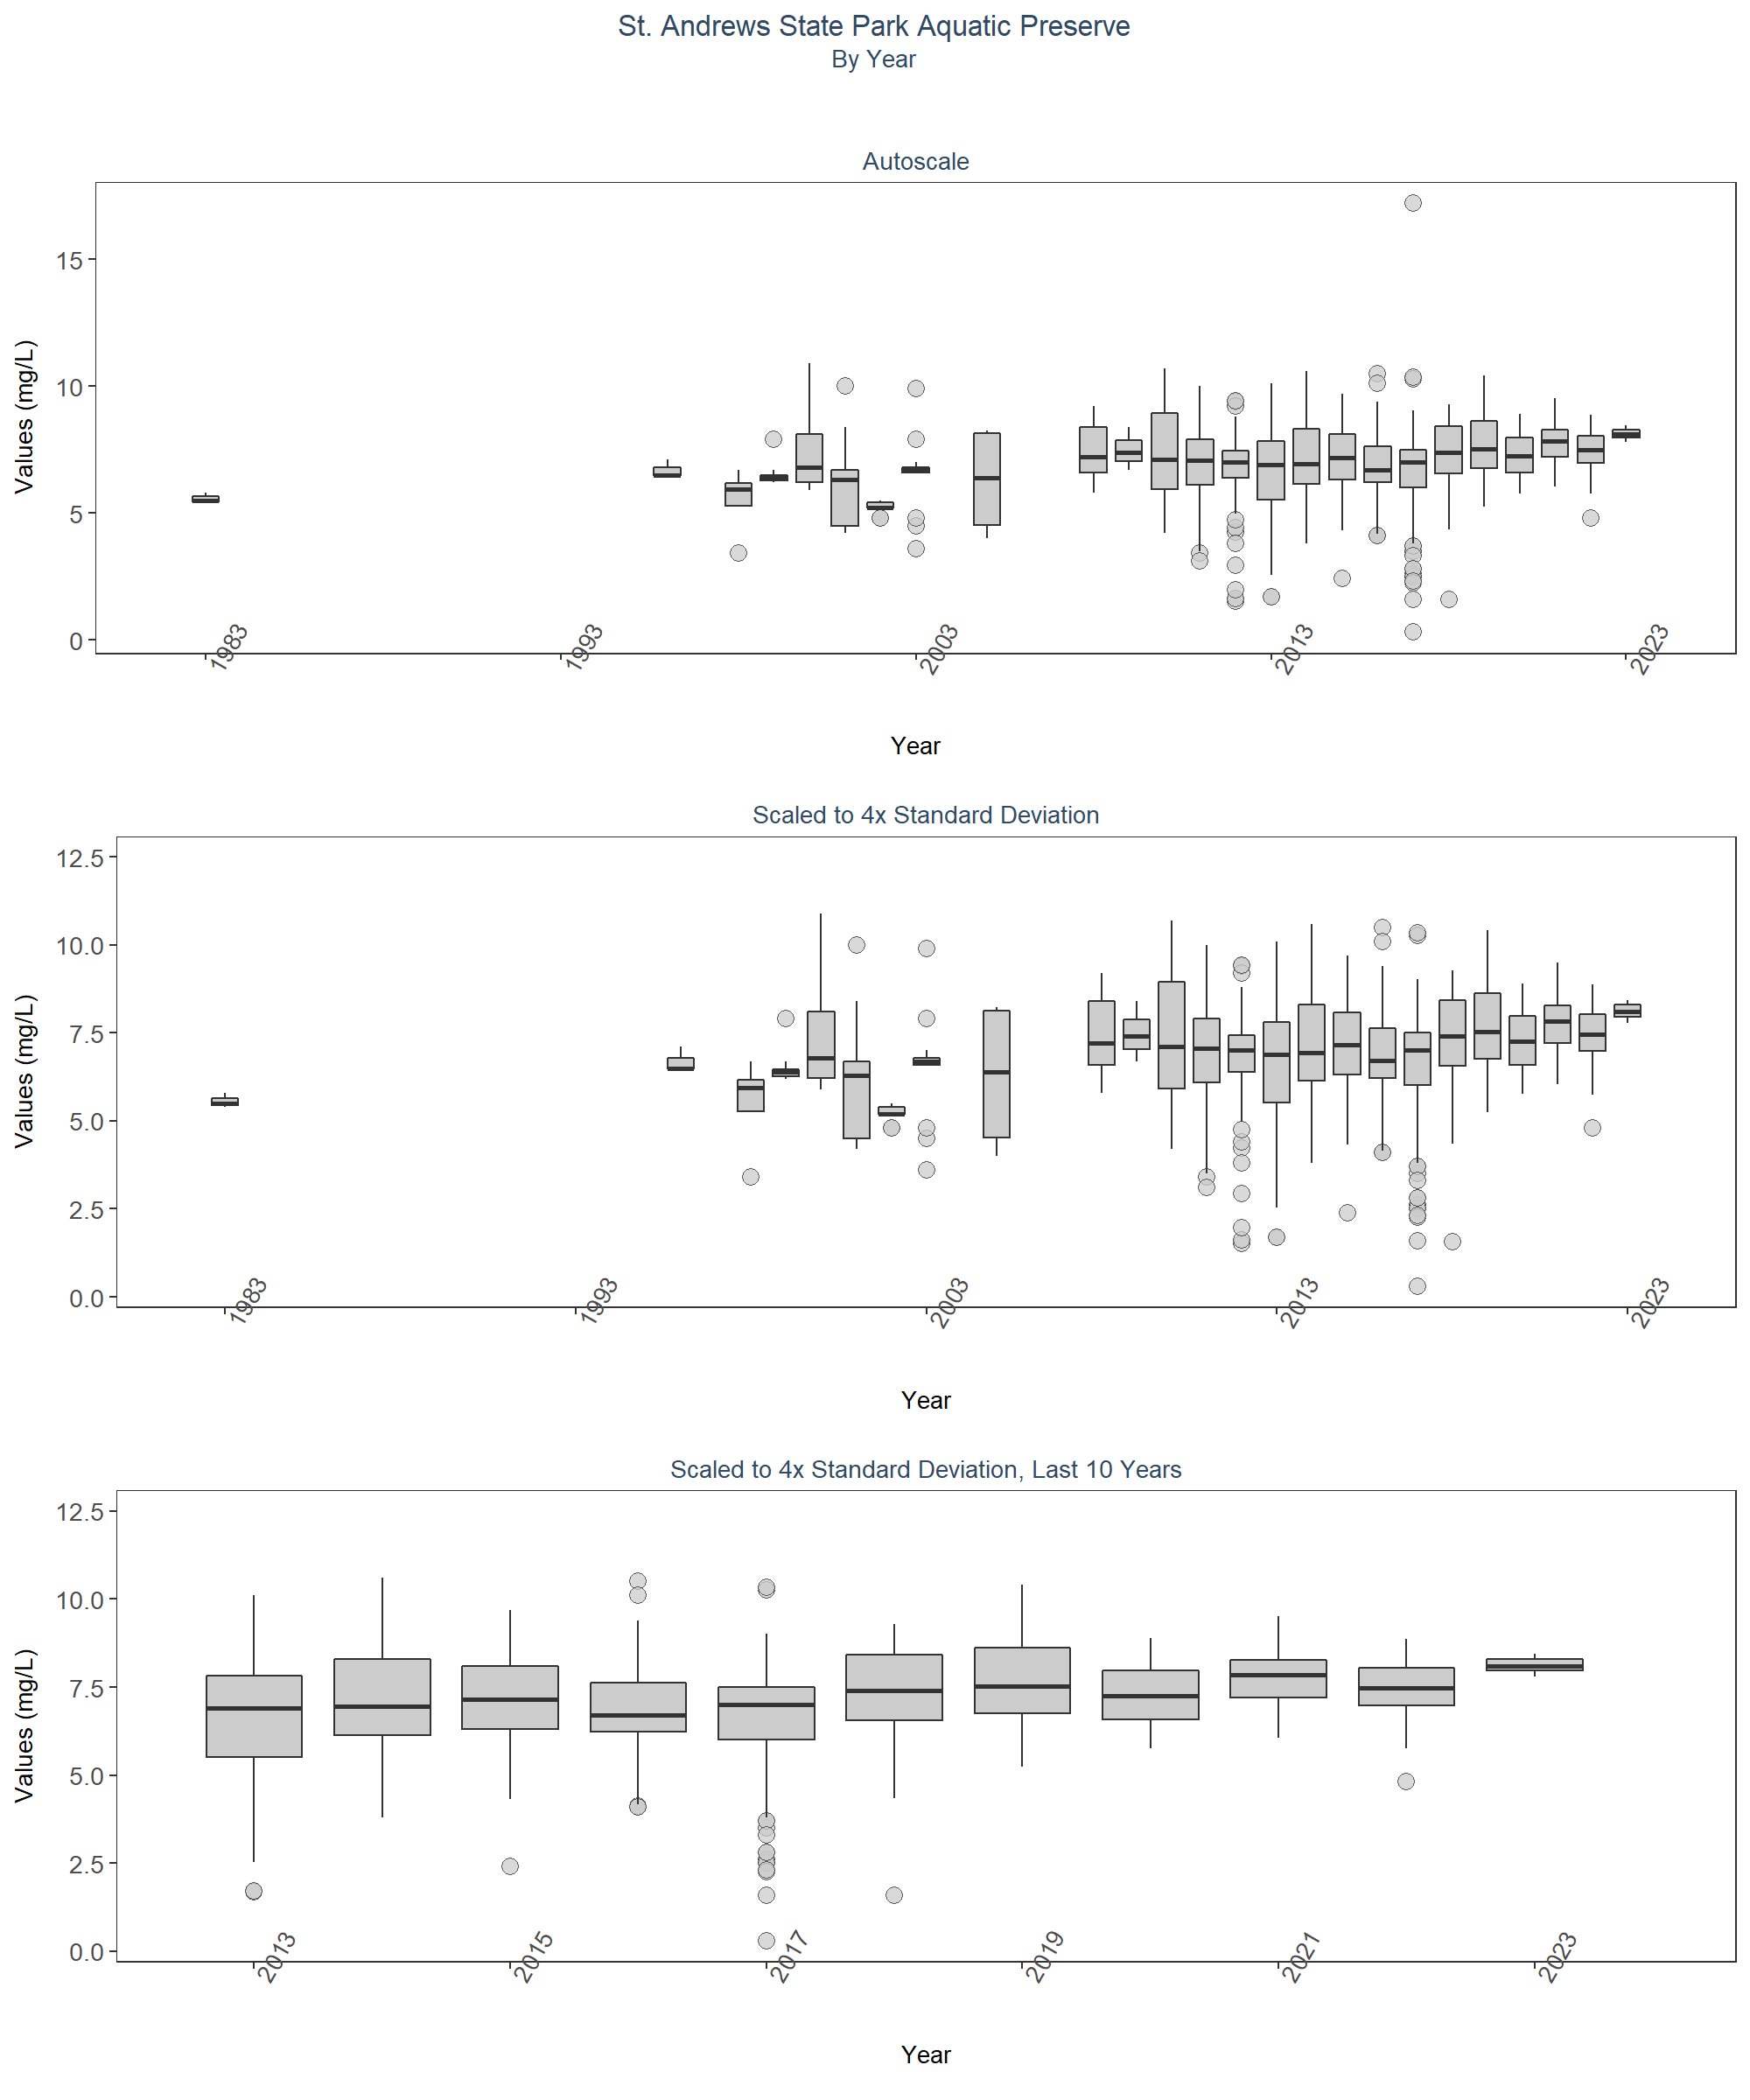 St. Andrews State Park Aquatic Preserve
By Year
Autoscale
Values (mg/L)
15
10
5
0
1983
1993
2003
2013
2023
Year
Scaled to 4x Standard Deviation
Values (mg/L)
12.5
10.0
7.5
5.0
2.5
0.0
1983
1993
2003
2013
2023
Year
Scaled to 4x Standard Deviation, Last 10 Years
Values (mg/L)
12.5
10.0
7.5
5.0
2.5
0.0
2013
2015
2017
2019
2021
2023
Year